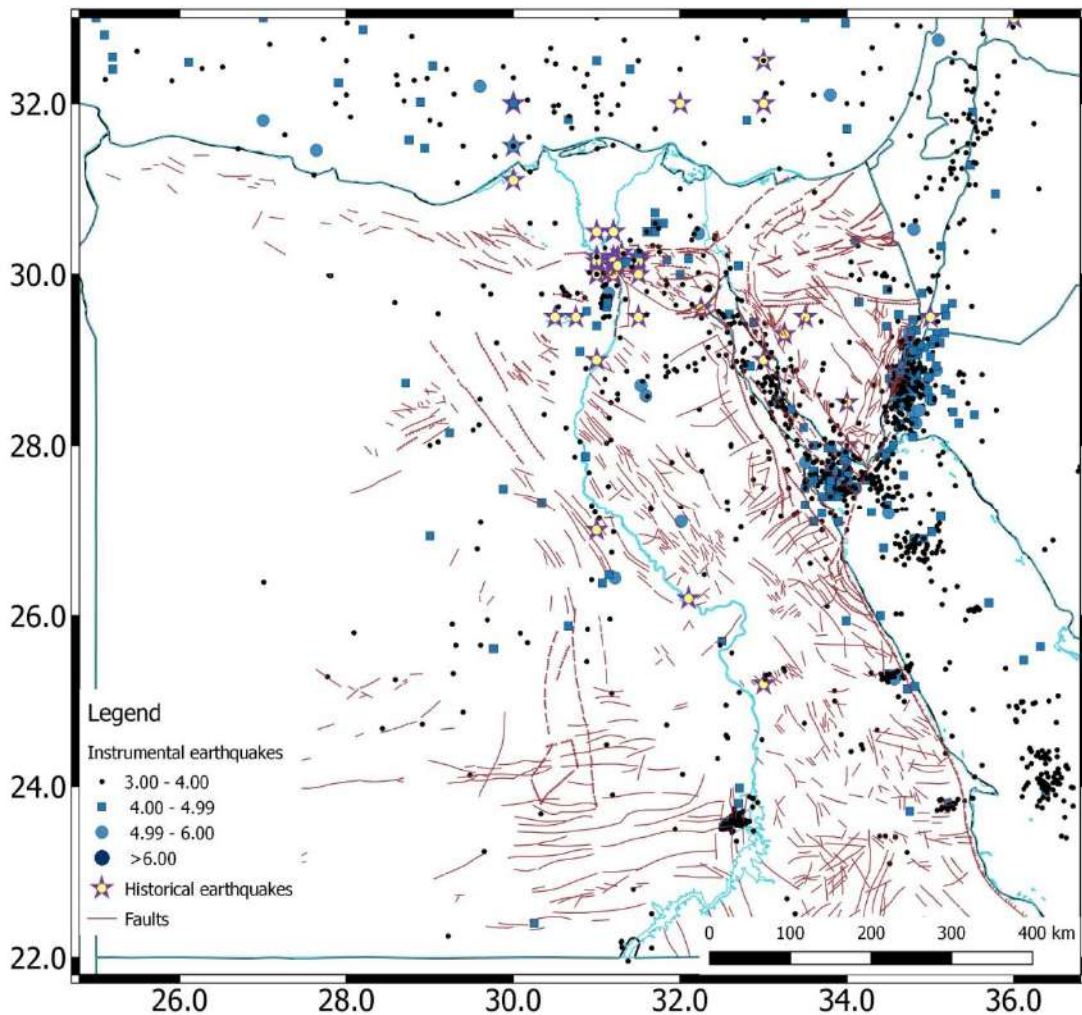 32.0
30.0
28.0
26.0
24.0
22.0
Legend
Instrumental earthquakes
3.00 - 4.00
4.00 - 4.99
4.99 - 6.00
>6.00
Historical earthquakes
Faults
0 100 200 300 400 km
26.0 28.0 30.0 32.0 34.0 36.0